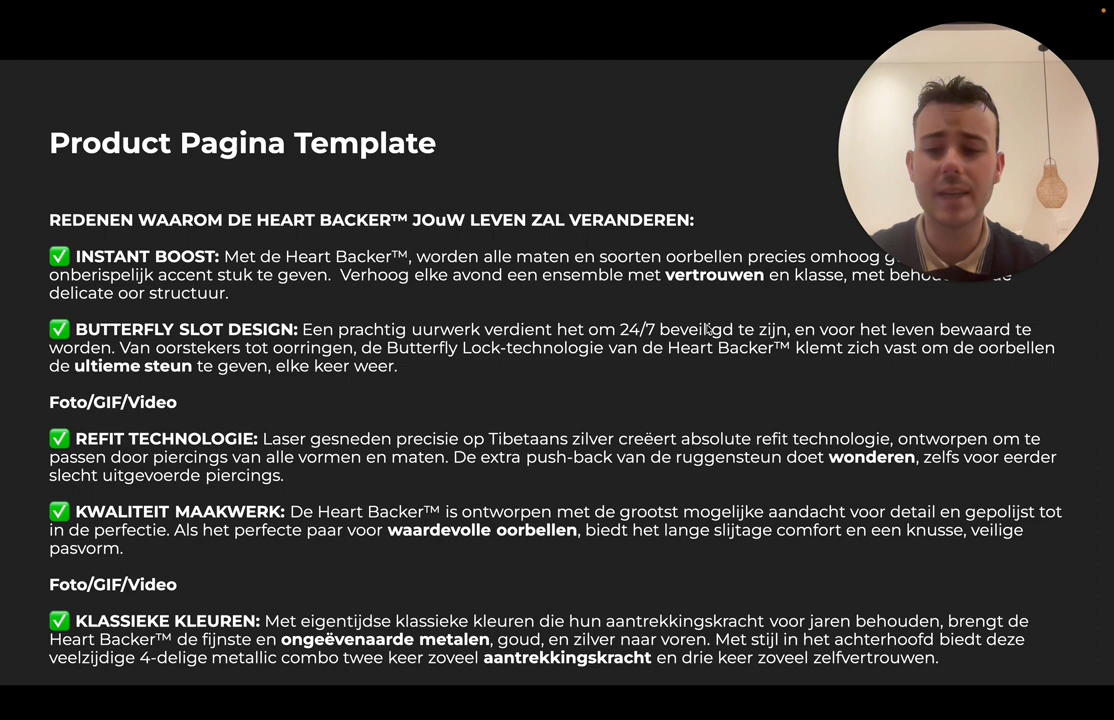 Product Pagina Template
REDENEN WAAROM DE HEART BACKER™ JOuW LEVEN ZAL VERANDEREN:
✅ INSTANT BOOST: Met de Heart Backer™, worden alle maten en soorten oorbellen precies omhoog
onberispelijk accent stuk te geven. Verhoog elke avond een ensemble met vertrouwen en klasse, met
delicate oor structuur.
✅ BUTTERFLY SLOT DESIGN: Een prachtig uurwerk verdient het om 24/7 beveiligd te zijn, en voor het leven bewaard te
worden. Van oorstekers tot oorringen, de Butterfly Lock-technologie van de Heart Backer™ klemt zich vast om de oorbellen
de ultieme steun te geven, elke keer weer.
Foto/GIF/Video
✅ REFIT TECHNOLOGIE: Laser gesneden precisie op Tibetaans zilver creëert absolute refit technologie, ontworpen om te
passen door piercings van alle vormen en maten. De extra push-back van de ruggensteun doet wonderen, zelfs voor eerder
slecht uitgevoerde piercings.
✅ KWALITEIT MAAKWERK: De Heart Backer™ is ontworpen met de grootst mogelijke aandacht voor detail en gepolijst tot
in de perfectie. Als het perfecte paar voor waardevolle oorbellen, biedt het lange slijtage comfort en een knusse, veilige
pasvorm.
Foto/GIF/Video
✅ KLASSIEKE KLEUREN: Met eigentijdse klassieke kleuren die hun aantrekkingskracht voor jaren behouden, brengt de
Heart Backer™ de fijnste en ongeëvenaarde metalen, goud, en zilver naar voren. Met stijl in het achterhoofd biedt deze
veelzijdige 4-delige metallic combo twee keer zoveel aantrekkingskracht en drie keer zoveel zelfvertrouwen.